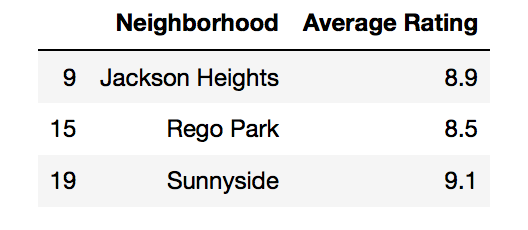 Neighborhood Average Rating
9 Jackson Heights 8.9
15 Rego Park 8.5
19 Sunnyside 9.1